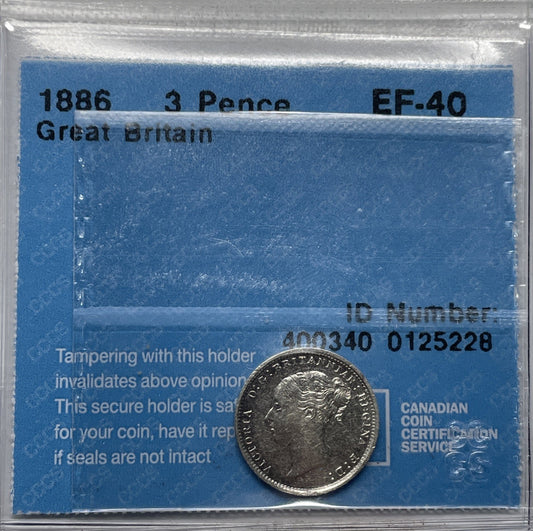 1886 3 Pence EF-40
Great Britain
ID Number:
400340 0125228
Tampering with this holder
invalidates above opinion
This secure holder is
for your coin, have it
if seals are not intact
CANADIAN
COIN
CERTIFICATION
SERVICE
VICTORIA D:G: BRITANNIAR: REGINA F:D: